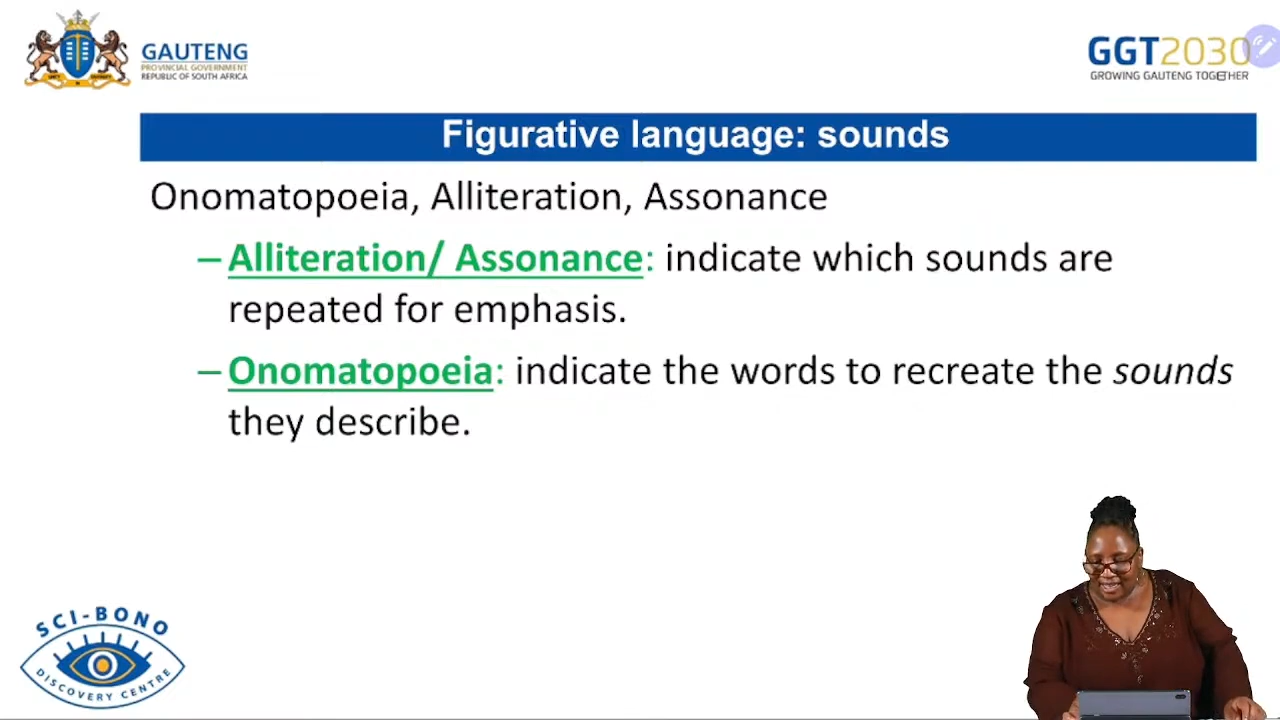 GAUTENG
PROVINCIAL GOVERNMENT
REPUBLIC OF SOUTH AFRICA
GGT2030
GROWING GAUTENG TOGETHER
Figurative language: sounds
Onomatopoeia, Alliteration, Assonance
– Alliteration/ Assonance: indicate which sounds are
repeated for emphasis.
– Onomatopoeia: indicate the words to recreate the sounds
they describe.
SCI-BONO
DISCOVERY CENTRE